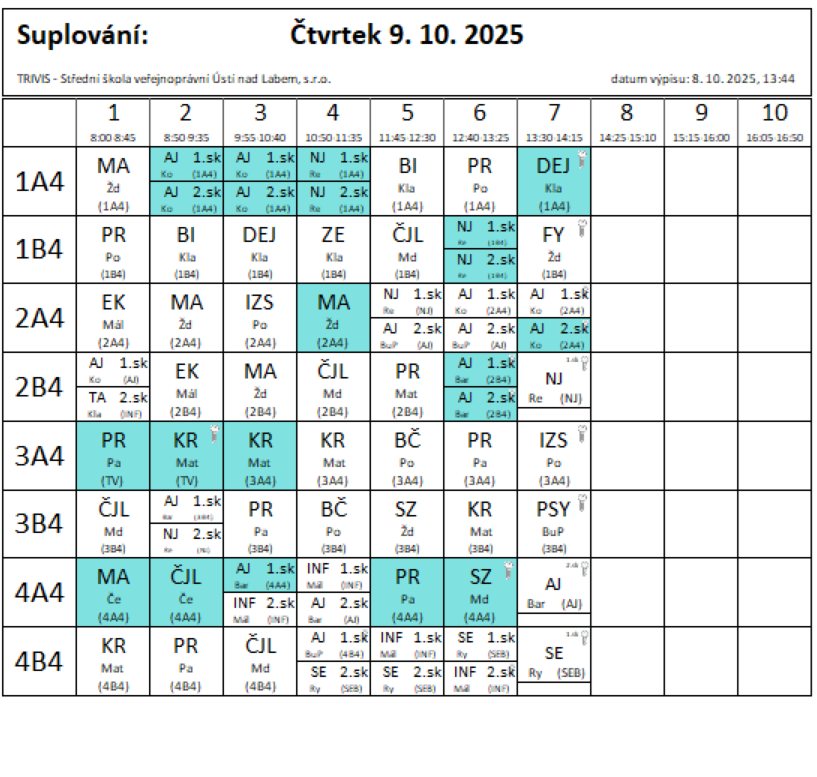 Suplování: Čtvrtek 9. 10. 2025
TRIVIS - Střední škola veřejnoprávní Ústí nad Labem, s.r.o. datum výpisu: 8. 10. 2025, 13:44
1 2 3 4 5 6 7 8 9 10
8:00-8:45 8:50-9:35 9:55-10:40 10:50-11:35 11:45-12:30 12:40-13:25 13:30-14:15 14:25-15:10 15:15-16:00 16:05-16:50
1A4
MA Žd (1A4)
AJ 1.sk Ko (1A4)
AJ 2.sk Ko (1A4)
AJ 1.sk Ko (1A4)
AJ 2.sk Ko (1A4)
NJ 1.sk Re (1A4)
NJ 2.sk Re (1A4)
BI Kla (1A4)
PR Po (1A4)
DEJ Kla (1A4)
1B4
PR Po (1B4)
BI Kla (1B4)
DEJ Kla (1B4)
ZE Kla (1B4)
ČJL Md (1B4)
NJ 1.sk Re (1B4)
NJ 2.sk Re (1B4)
FY Žd (1B4)
2A4
EK Mál (2A4)
MA Žd (2A4)
IZS Po (2A4)
MA Žd (2A4)
NJ 1.sk Re (NJ)
AJ 2.sk BuP (AJ)
AJ 1.sk Ko (2A4)
AJ 2.sk BuP (AJ)
AJ 1.sk Ko (2A4)
AJ 2.sk Ko (2A4)
2B4
AJ 1.sk Ko (AJ)
TA 2.sk Kla (INF)
EK Mál (2B4)
MA Žd (2B4)
ČJL Md (2B4)
PR Mat (2B4)
AJ 1.sk Bar (2B4)
AJ 2.sk Bar (2B4)
1.sk NJ Re (NJ)
3A4
PR Pa (TV)
KR Mat (TV)
KR Mat (3A4)
KR Mat (3A4)
BČ Po (3A4)
PR Pa (3A4)
IZS Po (3A4)
3B4
ČJL Md (3B4)
AJ 1.sk Bar (3B4)
NJ 2.sk Re (NJ)
PR Pa (3B4)
BČ Po (3B4)
SZ Žd (3B4)
KR Mat (3B4)
PSY BuP (3B4)
4A4
MA Če (4A4)
ČJL Če (4A4)
AJ 1.sk Bar (4A4)
INF 2.sk Mál (INF)
INF 1.sk Mál (INF)
AJ 2.sk Bar (AJ)
PR Pa (4A4)
SZ Md (4A4)
2.sk AJ Bar (AJ)
4B4
KR Mat (4B4)
PR Pa (4B4)
ČJL Md (4B4)
AJ 1.sk BuP (4B4)
SE 2.sk Ry (SEB)
INF 1.sk Mál (INF)
SE 2.sk Ry (SEB)
SE 1.sk Ry (SEB)
INF 2.sk Mál (INF)
1.sk SE Ry (SEB)